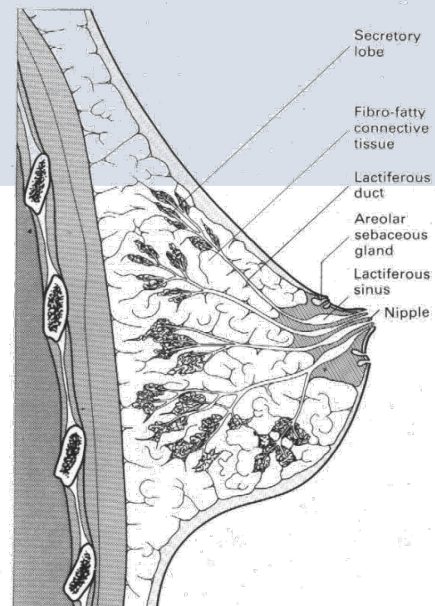 Secretory
lobe
Fibro-fatty
connective
tissue
Lactiferous
duct
Areolar
sebaceous
gland
Lactiferous
sinus
Nipple